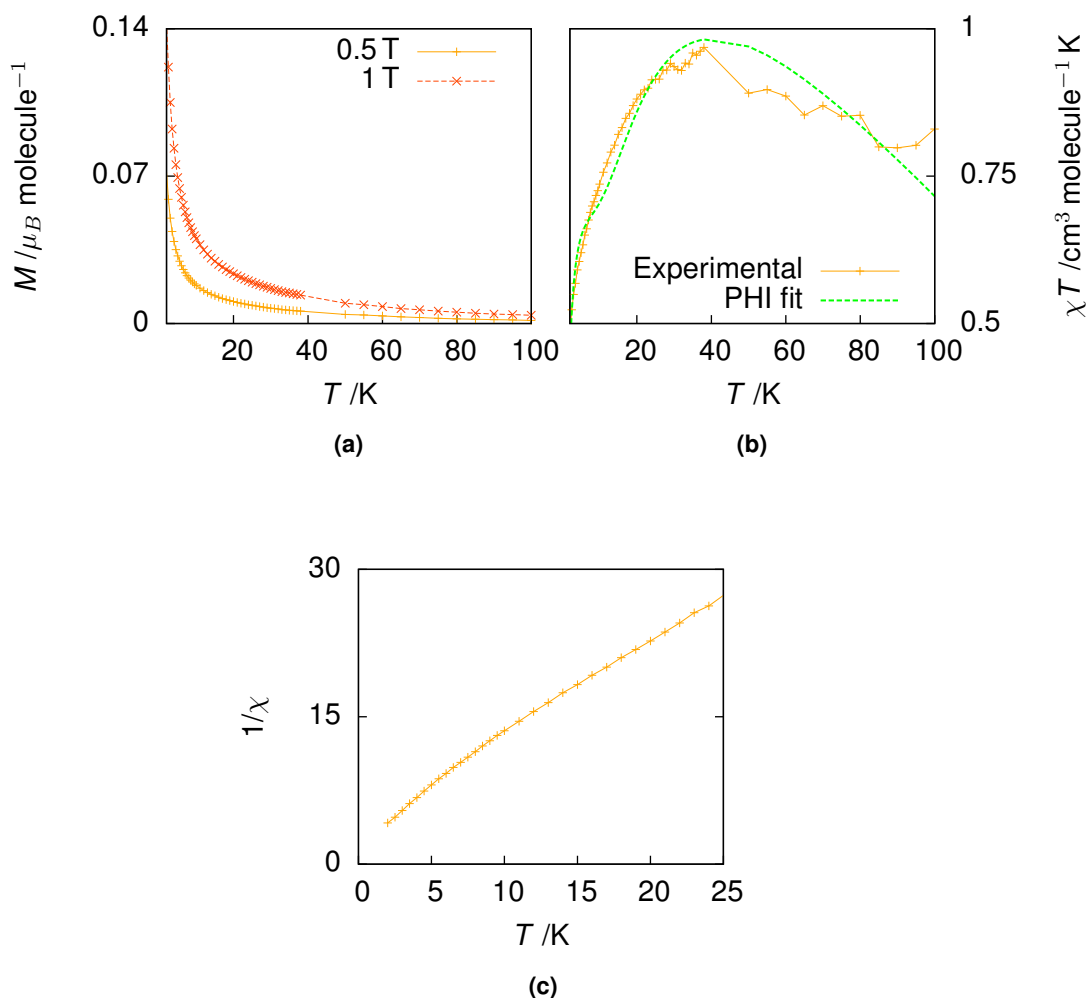 0.14
0.07
0
M /μB molecule−1
0.5 T
1 T
20
40
60
80
100
T /K
(a)
1
0.75
0.5
χT /cm3 molecule−1 K
Experimental
PHI fit
20
40
60
80
100
T /K
(b)
30
15
0
1/χ
0
5
10
15
20
25
T /K
(c)